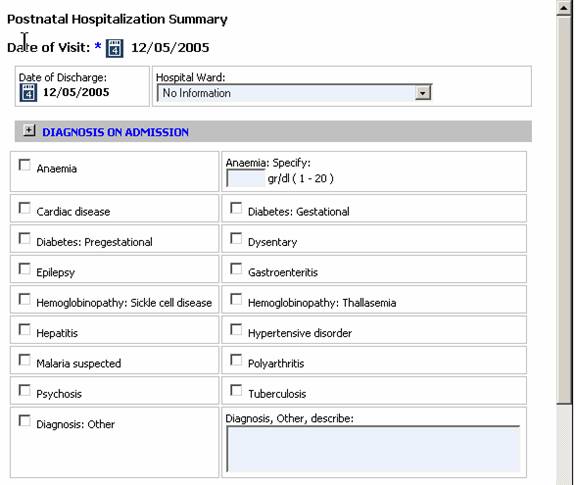 Postnatal Hospitalization Summary
Date of Visit: * 12/05/2005
Date of Discharge: Hospital Ward:
12/05/2005 No Information
+ DIAGNOSIS ON ADMISSION
Anaemia
Anaemia: Specify:
gr/dl ( 1 - 20 )
Cardiac disease Diabetes: Gestational
Diabetes: Pregestational Dysentary
Epilepsy Gastroenteritis
Hemoglobinopathy: Sickle cell disease Hemoglobinopathy: Thallasemia
Hepatitis Hypertensive disorder
Malaria suspected Polyarthritis
Psychosis Tuberculosis
Diagnosis: Other Diagnosis, Other, describe: